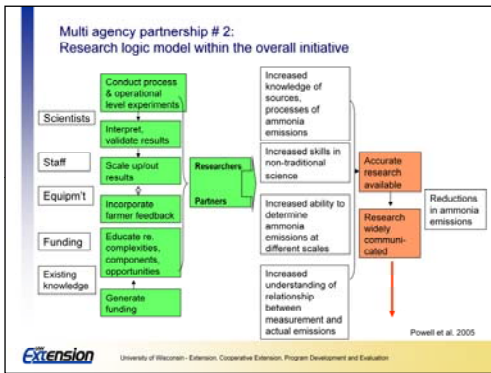 Multi agency partnership # 2:
Research logic model within the overall initiative
Scientists
Staff
Equipm't
Funding
Existing
knowledge
Conduct process
& operational
level experiments
Interpret,
validate results
Scale up/out
results
Incorporate
farmer feedback
Educate re.
complexities,
components,
opportunities
Generate
funding
Researchers
Partners
Increased
knowledge of
sources,
processes of
ammonia
emissions
Increased skills in
non-traditional
science
Increased ability to
determine
ammonia
emissions at
different scales
Increased
understanding of
relationship
between
measurement and
actual emissions
Accurate
research
available
Research
widely
communi-
cated
Reductions
in ammonia
emissions
Powell et al. 2005
Extension
University of Wisconsin - Extension, Cooperative Extension, Program Development and Evaluation